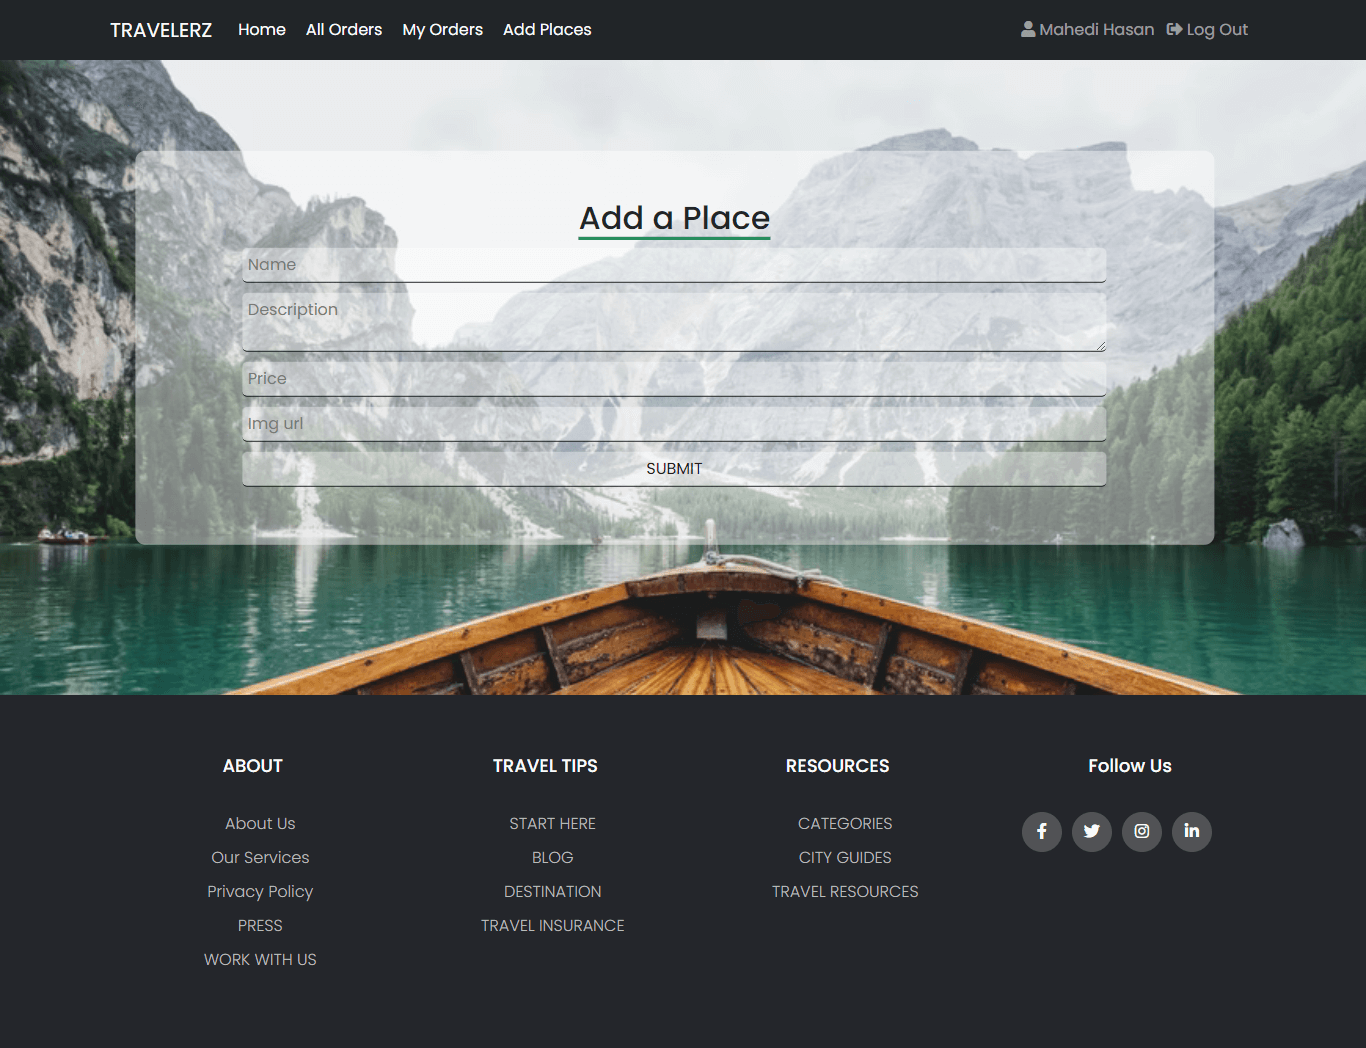 TRAVELERZ Home All Orders My Orders Add Places Mahedi Hasan Log Out
Add a Place
Name
Description
Price
Img url
SUBMIT
ABOUT
About Us
Our Services
Privacy Policy
PRESS
WORK WITH US
TRAVEL TIPS
START HERE
BLOG
DESTINATION
TRAVEL INSURANCE
RESOURCES
CATEGORIES
CITY GUIDES
TRAVEL RESOURCES
Follow Us